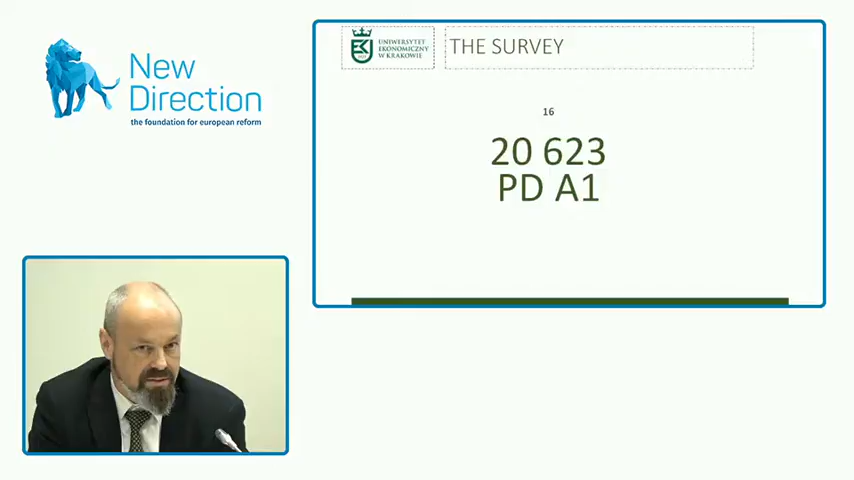 New
Direction
the foundation for european reform
UNIWERSYTET
EKONOMICZNY
W KRAKOWIE
THE SURVEY
16
20 623
PD A1